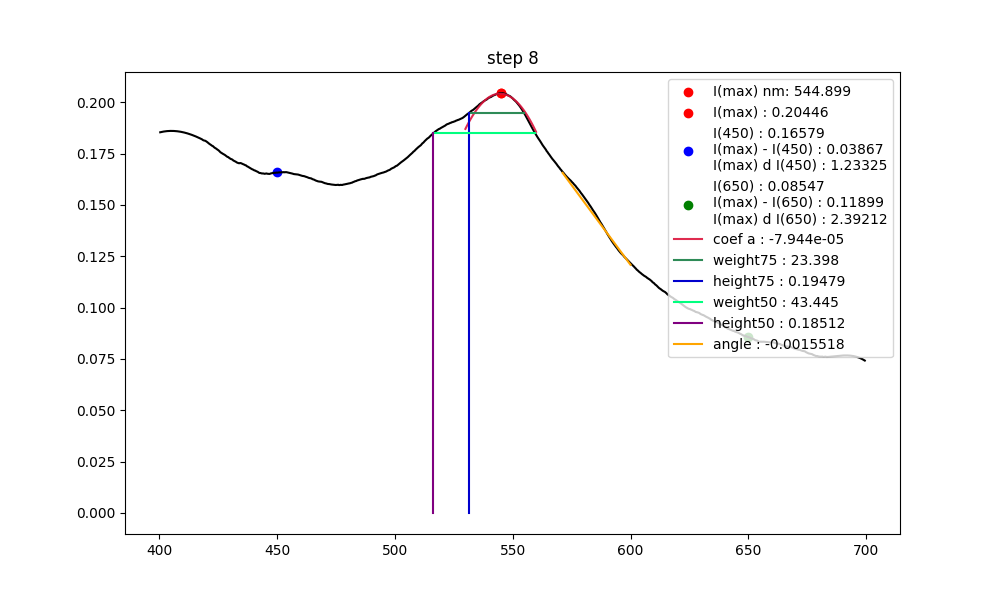 step 8
0.200
0.175
0.150
0.125
0.100
0.075
0.050
0.025
0.000
400
450
500
550
600
650
700
I(max) nm: 544.899
I(max) : 0.20446
I(450) : 0.16579
I(max) - I(450) : 0.03867
I(max) d I(450) : 1.23325
I(650) : 0.08547
I(max) - I(650) : 0.11899
I(max) d I(650) : 2.39212
coef a : -7.944e-05
weight75 : 23.398
height75 : 0.19479
weight50 : 43.445
height50 : 0.18512
angle : -0.0015518